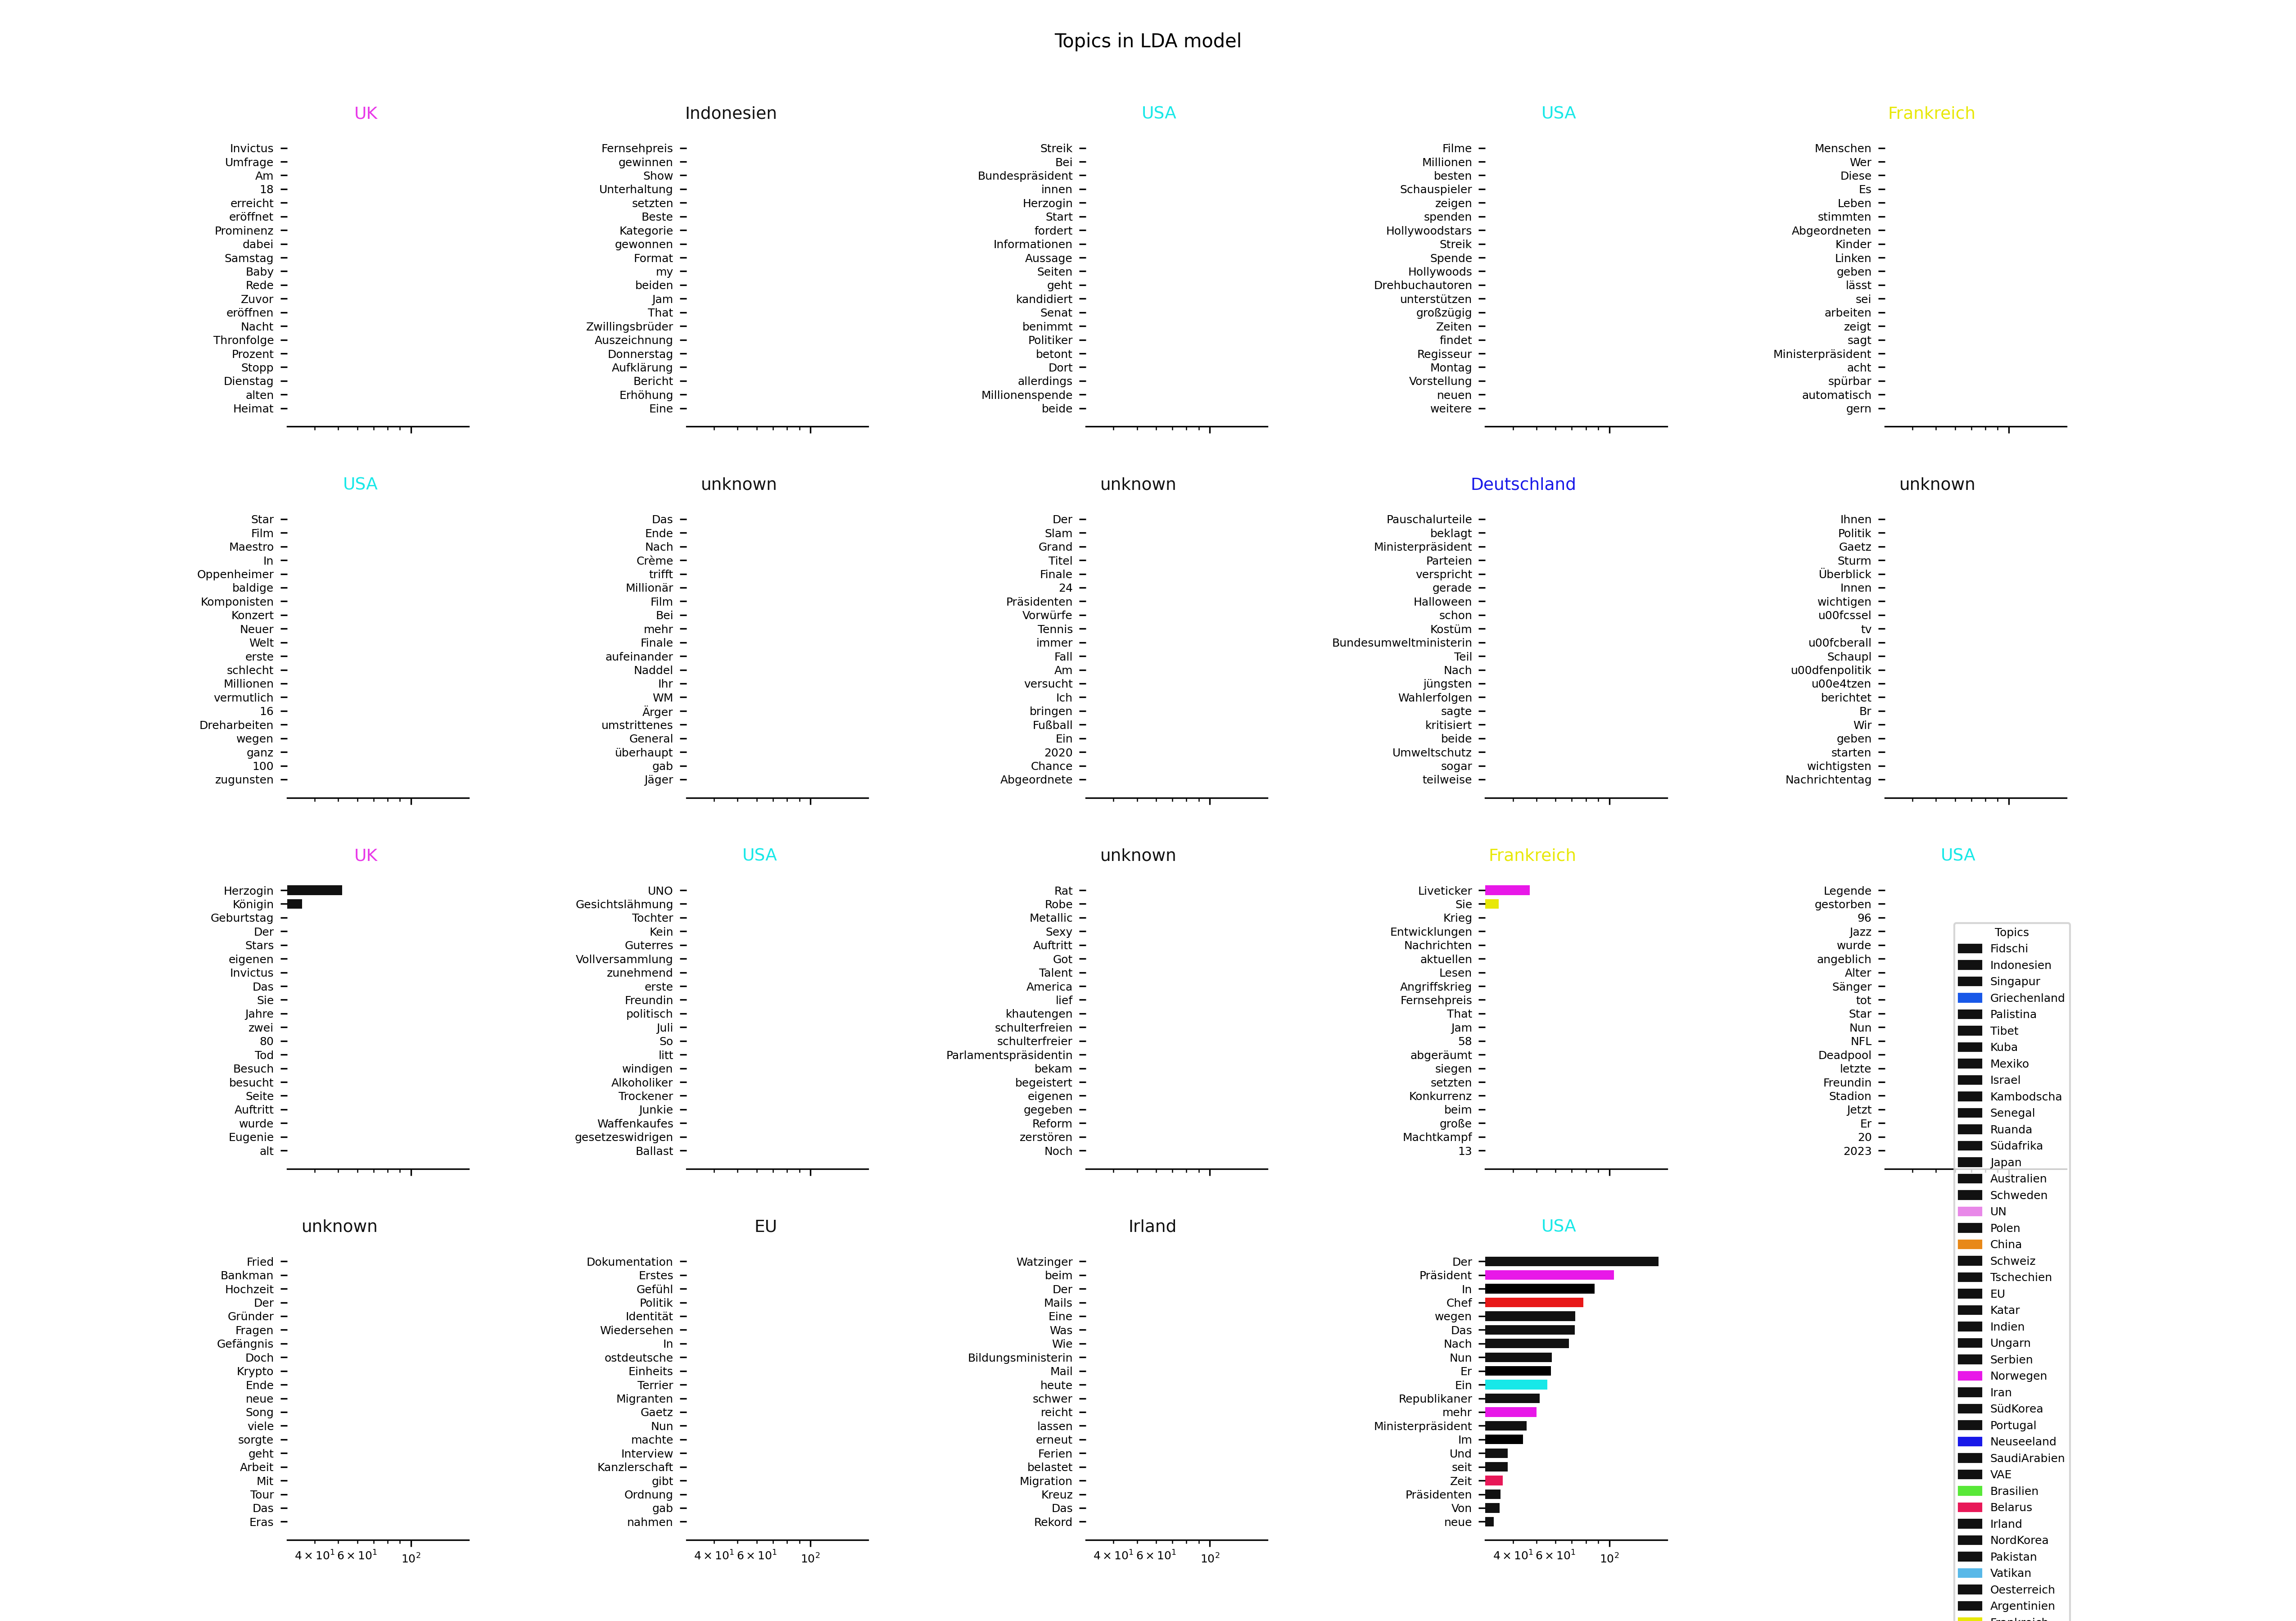 Topics in LDA model
UK
Invictus
Umfrage
Am
18
erreicht
eröffnet
Prominenz
dabei
Samstag
Baby
Rede
Zuvor
eröffnen
Nacht
Thronfolge
Prozent
Stopp
Dienstag
alten
Heimat
Indonesien
Fernsehpreis
gewinnen
Show
Unterhaltung
setzten
Beste
Kategorie
gewonnen
Format
my
beiden
Jam
That
Zwillingsbrüder
Auszeichnung
Donnerstag
Aufklärung
Bericht
Erhöhung
Eine
USA
Streik
Bei
Bundespräsident
innen
Herzogin
Start
fordert
Informationen
Aussage
Seiten
geht
kandidiert
Senat
benimmt
Politiker
betont
Dort
allerdings
Millionenspende
beide
USA
Filme
Millionen
besten
Schauspieler
zeigen
spenden
Hollywoodstars
Streik
Spende
Hollywoods
Drehbuchautoren
unterstützen
großzügig
Zeiten
findet
Regisseur
Montag
Vorstellung
neuen
weitere
Frankreich
Menschen
Wer
Diese
Es
Leben
stimmten
Abgeordneten
Kinder
Linken
geben
lässt
sei
arbeiten
zeigt
sagt
Ministerpräsident
acht
spürbar
automatisch
gern
USA
Star
Film
Maestro
In
Oppenheimer
baldige
Komponisten
Konzert
Neuer
Welt
erste
schlecht
Millionen
vermutlich
16
Dreharbeiten
wegen
ganz
100
zugunsten
unknown
Das
Ende
Nach
Crème
trifft
Millionär
Film
Bei
mehr
Finale
aufeinander
Naddel
Ihr
WM
Ärger
umstrittenes
General
überhaupt
gab
Jäger
unknown
Der
Slam
Grand
Titel
Finale
24
Präsidenten
Vorwürfe
Tennis
immer
Fall
Am
versucht
Ich
bringen
Fußball
Ein
2020
Chance
Abgeordnete
Deutschland
Pauschalurteile
beklagt
Ministerpräsident
Parteien
verspricht
gerade
Halloween
schon
Kostüm
Bundesumweltministerin
Teil
Nach
jüngsten
Wahlerfolgen
sagte
kritisiert
beide
Umweltschutz
sogar
teilweise
unknown
Ihnen
Politik
Gaetz
Sturm
Überblick
Innen
wichtigen
u00fcssel
tv
u00fcberall
Schaupl
u00dfenpolitik
u00e4tzen
berichtet
Br
Wir
geben
starten
wichtigsten
Nachrichtentag
UK
Herzogin
Königin
Geburtstag
Der
Stars
eigenen
Invictus
Das
Sie
Jahre
zwei
80
Tod
Besuch
besucht
Seite
Auftritt
wurde
Eugenie
alt
USA
UNO
Gesichtslähmung
Tochter
Kein
Guterres
Vollversammlung
zunehmend
erste
Freundin
politisch
Juli
So
litt
windigen
Alkoholiker
Trockener
Junkie
Waffenkaufes
gesetzeswidrigen
Ballast
unknown
Rat
Robe
Metallic
Sexy
Auftritt
Got
Talent
America
lief
khautengen
schulterfreien
schulterfreier
Parlamentspräsidentin
bekam
begeistert
eigenen
gegeben
Reform
zerstören
Noch
Frankreich
Liveticker
Sie
Krieg
Entwicklungen
Nachrichten
aktuellen
Lesen
Angriffskrieg
Fernsehpreis
That
Jam
58
abgeräumt
siegen
setzten
Konkurrenz
beim
große
Machtkampf
13
USA
Legende
gestorben
96
Jazz
wurde
angeblich
Alter
Sänger
tot
Star
Nun
NFL
Deadpool
letzte
Freundin
Stadion
Jetzt
Er
20
2023
unknown
Fried
Bankman
Hochzeit
Der
Gründer
Fragen
Gefängnis
Doch
Krypto
Ende
neue
Song
viele
sorgte
geht
Arbeit
Mit
Tour
Das
Eras
4 × 10¹ 6 × 10¹ 10²
EU
Dokumentation
Erstes
Gefühl
Politik
Identität
Wiedersehen
In
ostdeutsche
Einheits
Terrier
Migranten
Gaetz
Nun
machte
Interview
Kanzlerschaft
gibt
Ordnung
gab
nahmen
4 × 10¹ 6 × 10¹ 10²
Irland
Watzinger
beim
Der
Mails
Eine
Was
Wie
Bildungsministerin
Mail
heute
schwer
reicht
lassen
erneut
Ferien
belastet
Migration
Kreuz
Das
Rekord
4 × 10¹ 6 × 10¹ 10²
USA
Der
Präsident
In
Chef
wegen
Das
Nach
Nun
Er
Ein
Republikaner
mehr
Ministerpräsident
Im
Und
seit
Zeit
Präsidenten
Von
neue
4 × 10¹ 6 × 10¹ 10²
Topics
Fidschi
Indonesien
Singapur
Griechenland
Palistina
Tibet
Kuba
Mexiko
Israel
Kambodscha
Senegal
Ruanda
Südafrika
Japan
Australien
Schweden
UN
Polen
China
Schweiz
Tschechien
EU
Katar
Indien
Ungarn
Serbien
Norwegen
Iran
SüdKorea
Portugal
Neuseeland
SaudiArabien
VAE
Brasilien
Belarus
Irland
NordKorea
Pakistan
Vatikan
Oesterreich
Argentinien
Frankreich